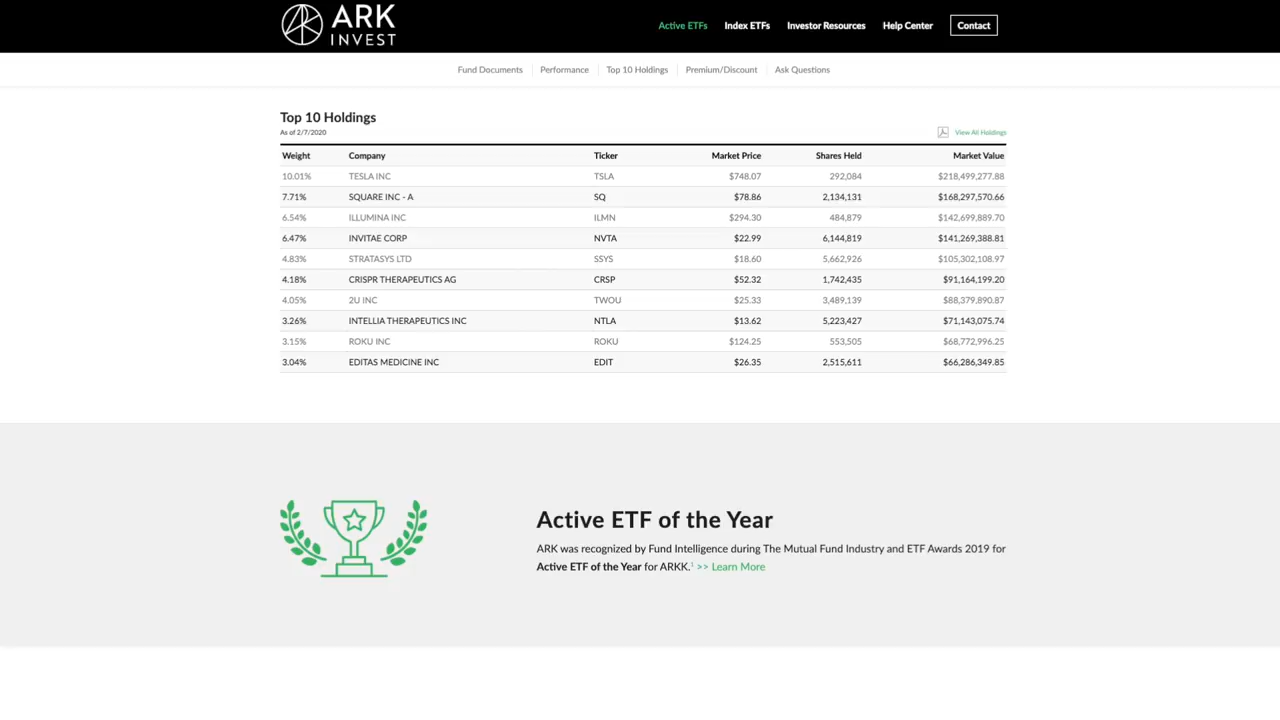 ARK
INVEST
Active ETFs Index ETFs Investor Resources Help Center Contact
Fund Documents Performance Top 10 Holdings Premium/Discount Ask Questions
Top 10 Holdings
As of 2/7/2020 View All Holdings
Weight Company Ticker Market Price Shares Held Market Value
10.01% TESLA INC TSLA $748.07 292,084 $218,499,277.88
7.71% SQUARE INC - A SQ $78.86 2,134,131 $168,297,570.66
6.54% ILLUMINA INC ILMN $294.30 484,879 $142,699,889.70
6.47% INVITAE CORP NVTA $22.99 6,144,819 $141,269,388.81
4.83% STRATASYS LTD SSYS $18.60 5,662,926 $105,302,108.97
4.18% CRISPR THERAPEUTICS AG CRSP $52.32 1,742,435 $91,164,199.20
4.05% 2U INC TWOU $25.33 3,489,139 $88,379,890.87
3.26% INTELLIA THERAPEUTICS INC NTLA $13.62 5,223,427 $71,143,075.74
3.15% ROKU INC ROKU $124.25 553,505 $68,772,996.25
3.04% EDITAS MEDICINE INC EDIT $26.35 2,515,611 $66,286,349.85
Active ETF of the Year
ARK was recognized by Fund Intelligence during The Mutual Fund Industry and ETF Awards 2019 for
Active ETF of the Year for ARKK.¹ >> Learn More